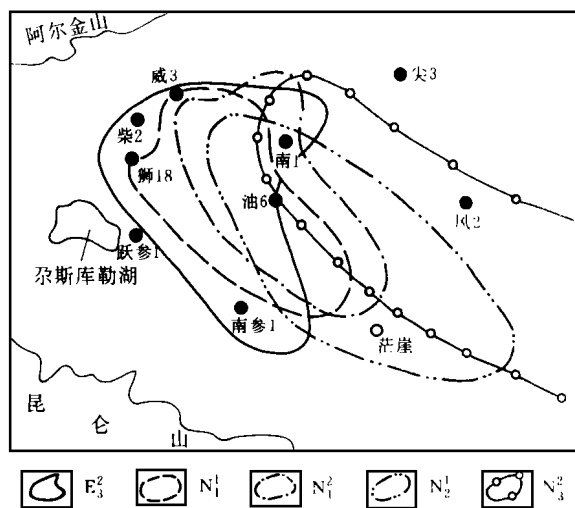 阿尔金山
威3
尖3
柴2
南1
狮18
油6
风2
跃参1
尕斯库勒湖
南参1
茫崖
昆仑山
E₃² N₁¹ N₁² N₂¹ N₃²